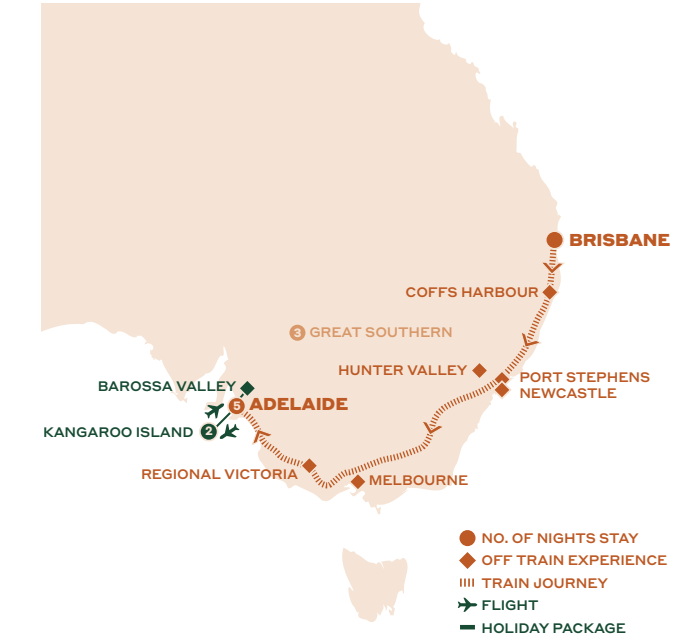 BRISBANE
COFFS HARBOUR
3 GREAT SOUTHERN
HUNTER VALLEY
PORT STEPHENS
NEWCASTLE
BAROSSA VALLEY
5 ADELAIDE
KANGAROO ISLAND 2
REGIONAL VICTORIA
MELBOURNE
NO. OF NIGHTS STAY
OFF TRAIN EXPERIENCE
TRAIN JOURNEY
FLIGHT
HOLIDAY PACKAGE